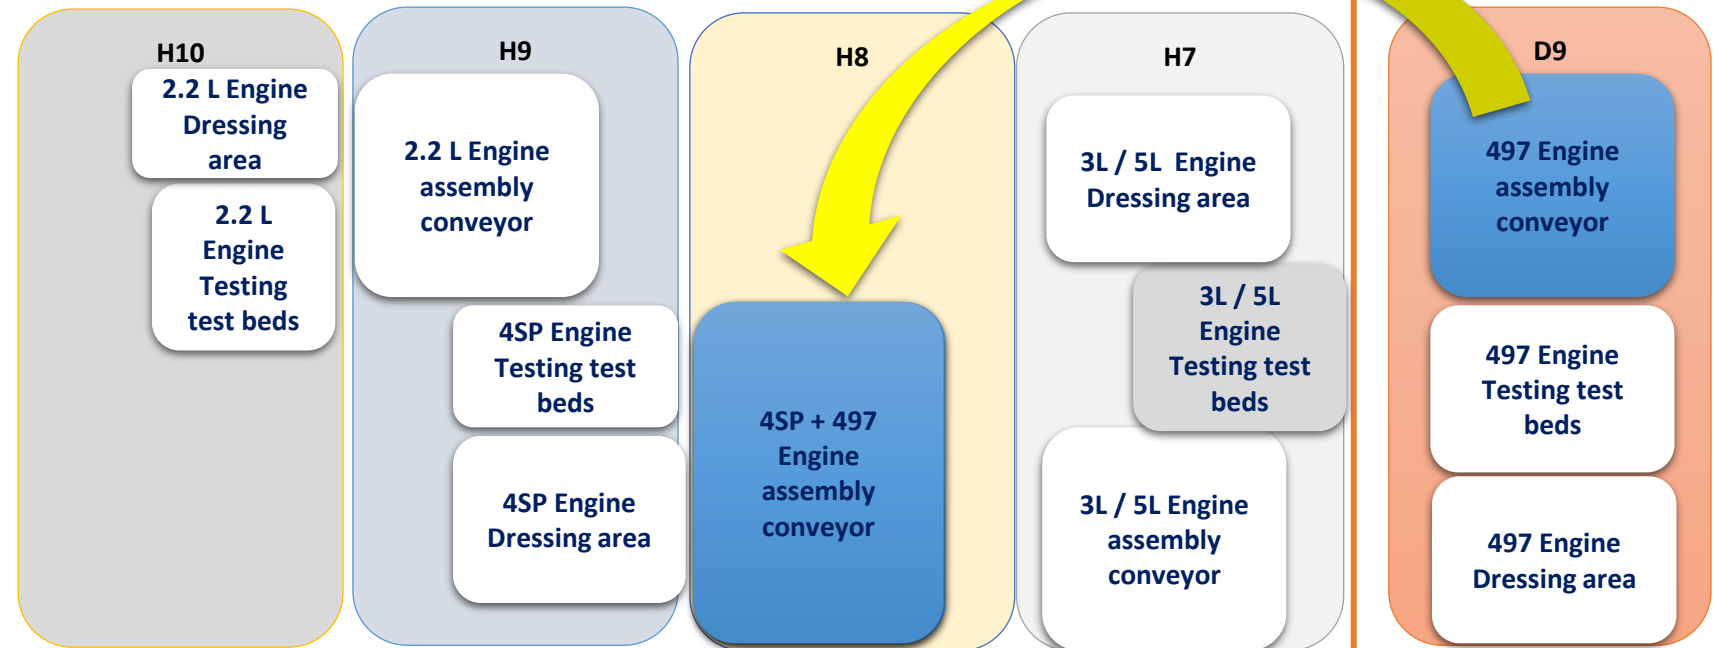 H10
2.2 L Engine
Dressing
area
2.2 L
Engine
Testing
test beds
H9
2.2 L Engine
assembly
conveyor
4SP Engine
Testing test
beds
4SP Engine
Dressing area
H8
4SP + 497
Engine
assembly
conveyor
H7
3L / 5L  Engine
Dressing area
3L / 5L
Engine
Testing test
beds
3L / 5L Engine
assembly
conveyor
D9
497 Engine
assembly
conveyor
497 Engine
Testing test
beds
497 Engine
Dressing area